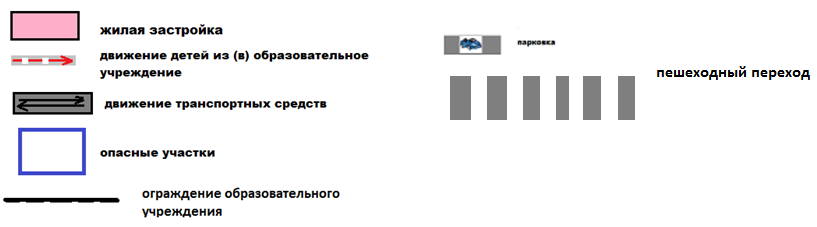 жилая застройка
движение детей из (в) образовательное
учреждение
движение транспортных средств
опасные участки
ограждение образовательного
учреждения
парковка
пешеходный переход